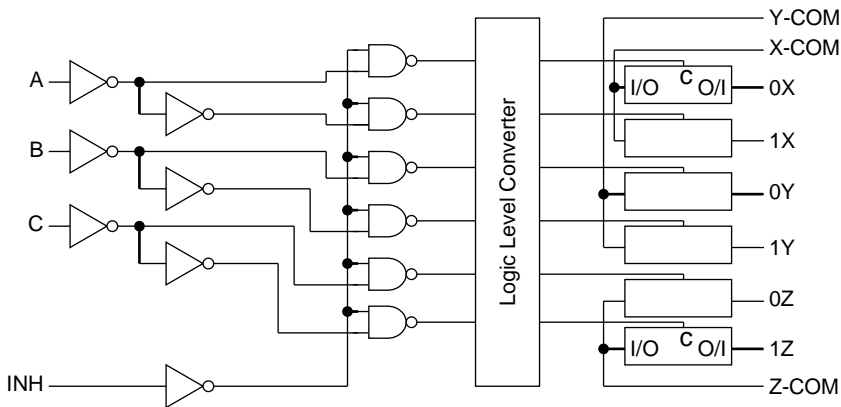 Y-COM
X-COM
A
C
I/O
O/I
0X
1X
B
Logic Level Converter
0Y
C
1Y
0Z
C
I/O
O/I
1Z
INH
Z-COM